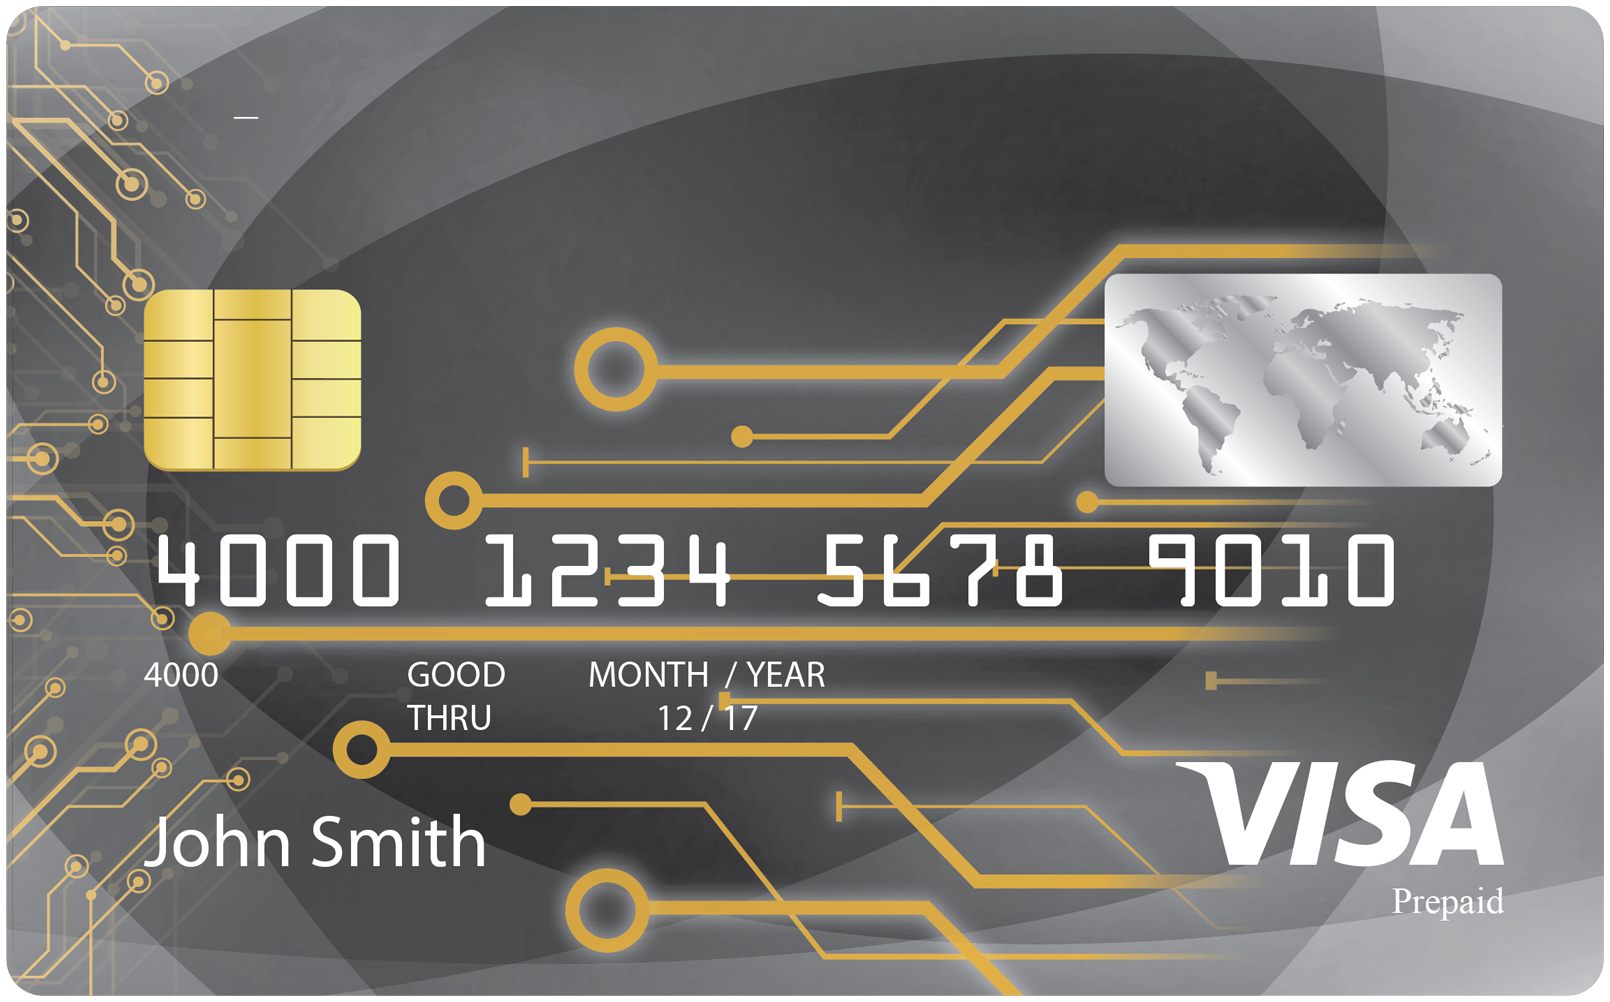 4000 1234 5678 9010
4000 GOOD THRU MONTH / YEAR 12 / 17
John Smith
VISA
Prepaid